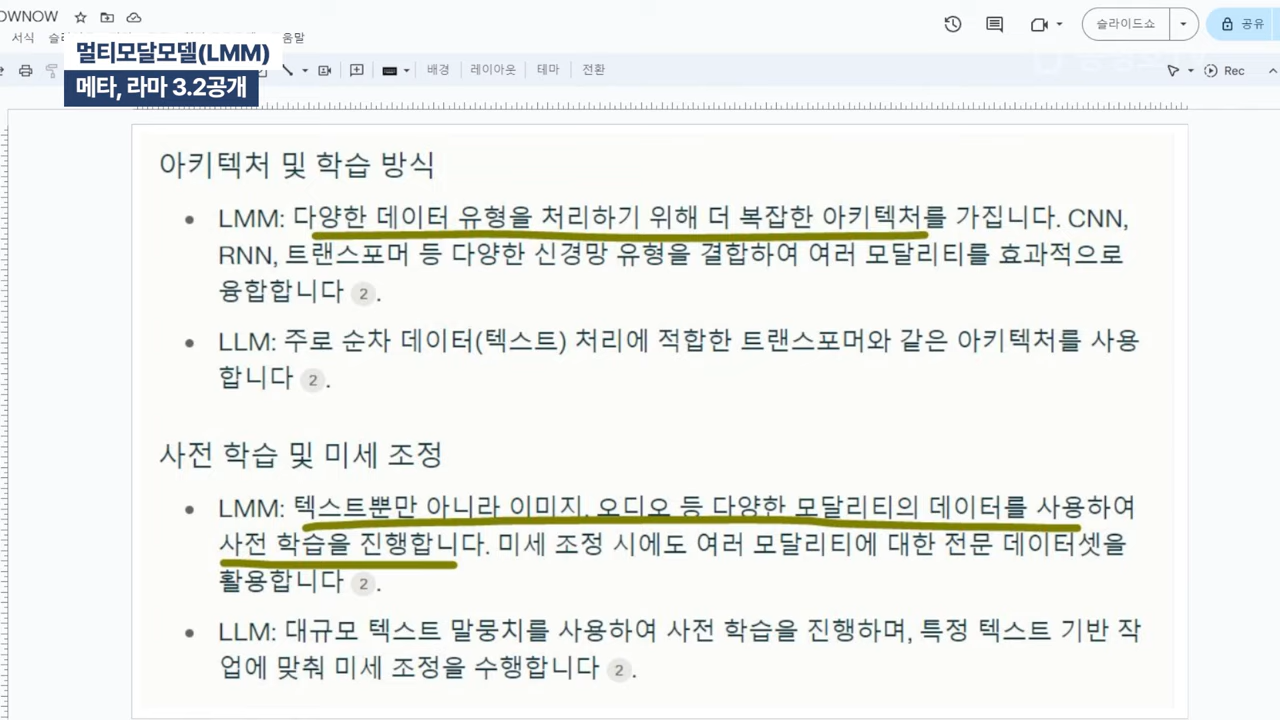 OWNOW
서식
움말
슬라이드쇼
공유
멀티모달모델(LMM)
메타, 라마 3.2공개
배경
레이아웃
테마
전환
Rec
아키텍처 및 학습 방식
• LMM: 다양한 데이터 유형을 처리하기 위해 더 복잡한 아키텍처를 가집니다. CNN,
RNN, 트랜스포머 등 다양한 신경망 유형을 결합하여 여러 모달리티를 효과적으로
융합합니다 2.
• LLM: 주로 순차 데이터(텍스트) 처리에 적합한 트랜스포머와 같은 아키텍처를 사용
합니다 2.
사전 학습 및 미세 조정
• LMM: 텍스트뿐만 아니라 이미지, 오디오 등 다양한 모달리티의 데이터를 사용하여
사전 학습을 진행합니다. 미세 조정 시에도 여러 모달리티에 대한 전문 데이터셋을
활용합니다 2.
• LLM: 대규모 텍스트 말뭉치를 사용하여 사전 학습을 진행하며, 특정 텍스트 기반 작
업에 맞춰 미세 조정을 수행합니다 2.